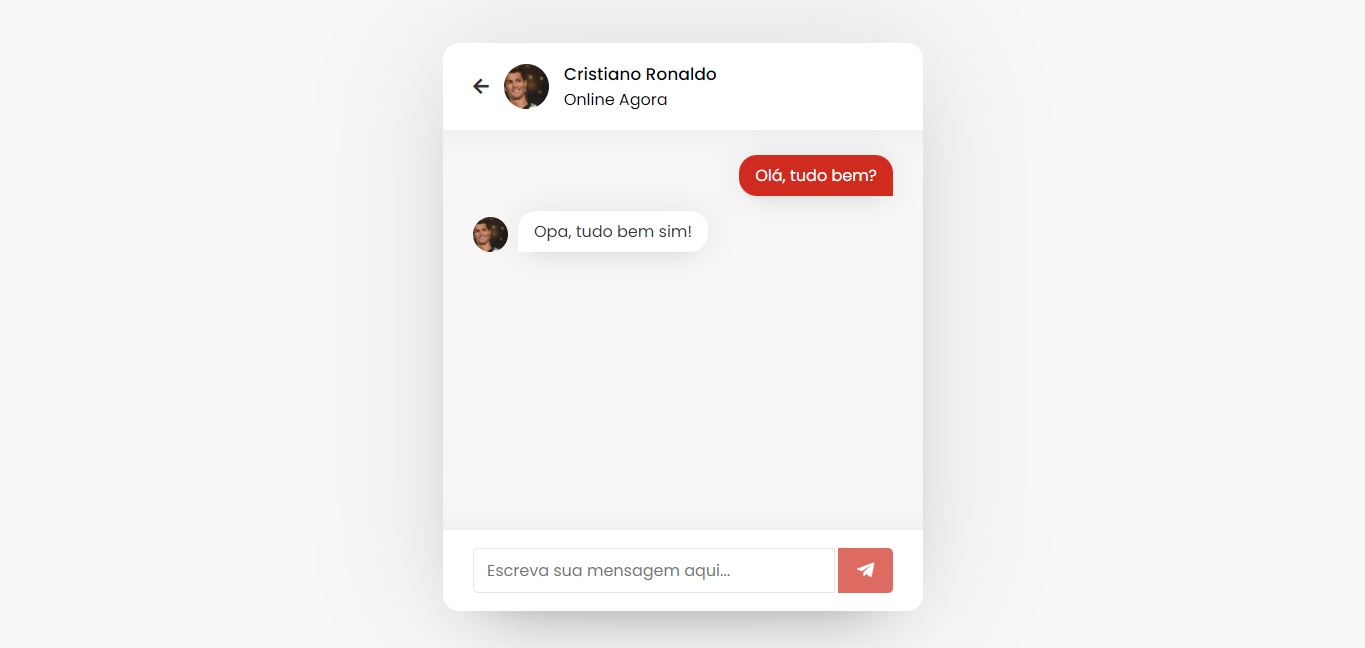 Cristiano Ronaldo
Online Agora
Olá, tudo bem?
Opa, tudo bem sim!
Escreva sua mensagem aqui...